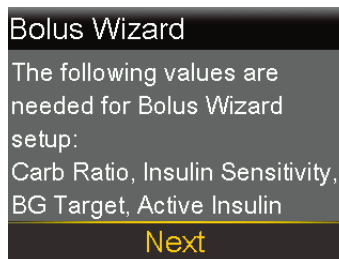 Bolus Wizard
The following values are
needed for Bolus Wizard
setup:
Carb Ratio, Insulin Sensitivity,
BG Target, Active Insulin
Next